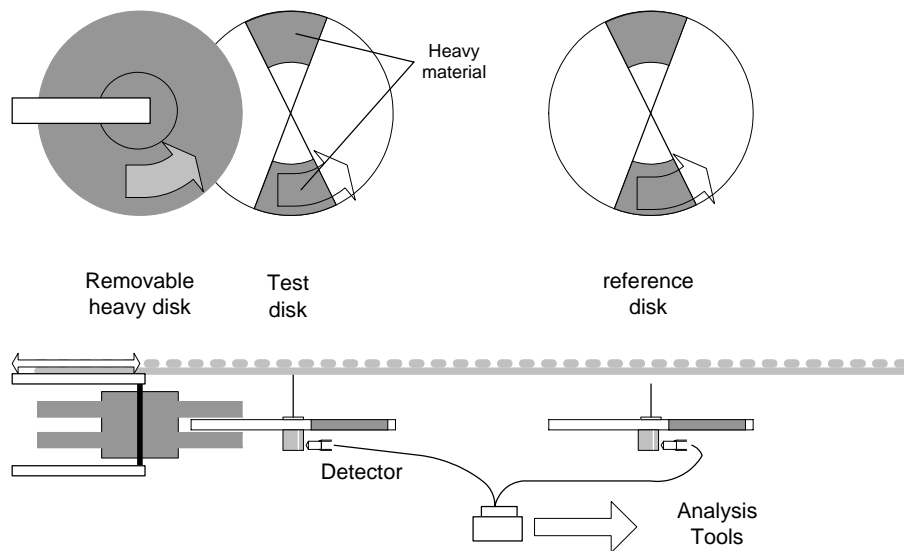 Heavy
material
Removable
heavy disk
Test
disk
reference
disk
Detector
Analysis
Tools